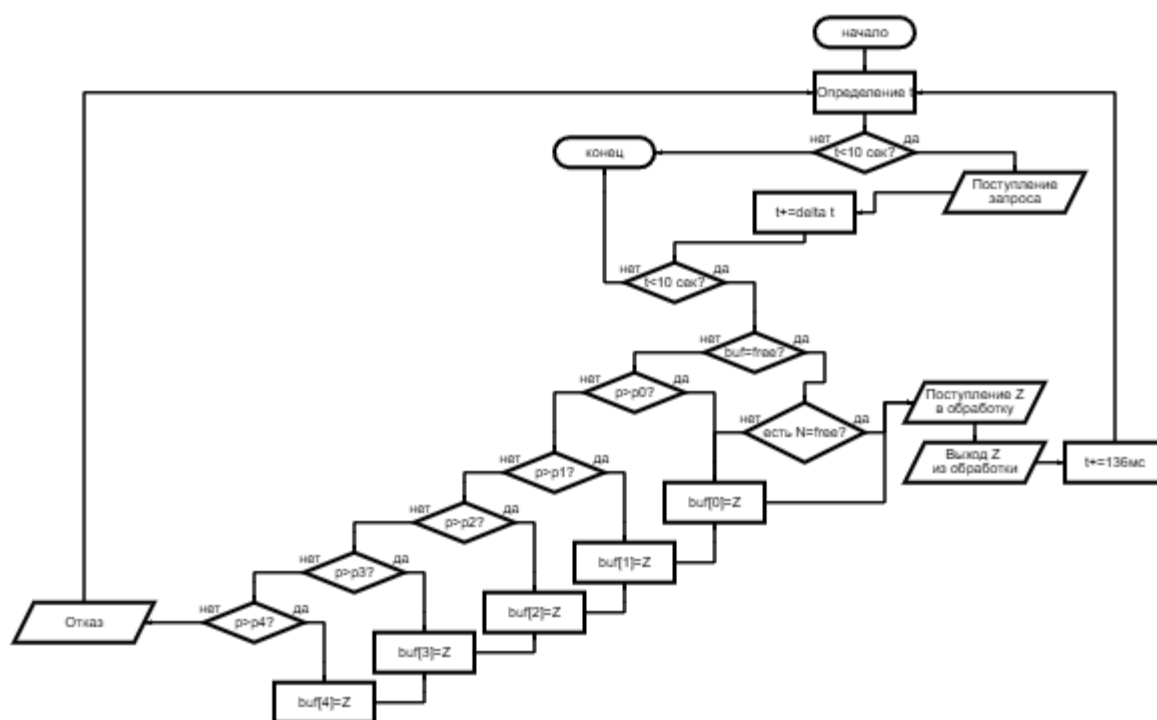 начало
Определение t
нет
да
t<10 сек?
конец
Поступление
запроса
t+=delta t
нет
да
t<10 сек?
нет
да
buf=free?
нет
да
p>p0?
нет
да
есть N=free?
Поступление Z
в обработку
Выход Z
из обработки
t+=136мс
нет
да
p>p1?
buf[0]=Z
нет
да
p>p2?
нет
да
p>p3?
buf[1]=Z
нет
да
p>p4?
Отказ
buf[2]=Z
buf[3]=Z
buf[4]=Z